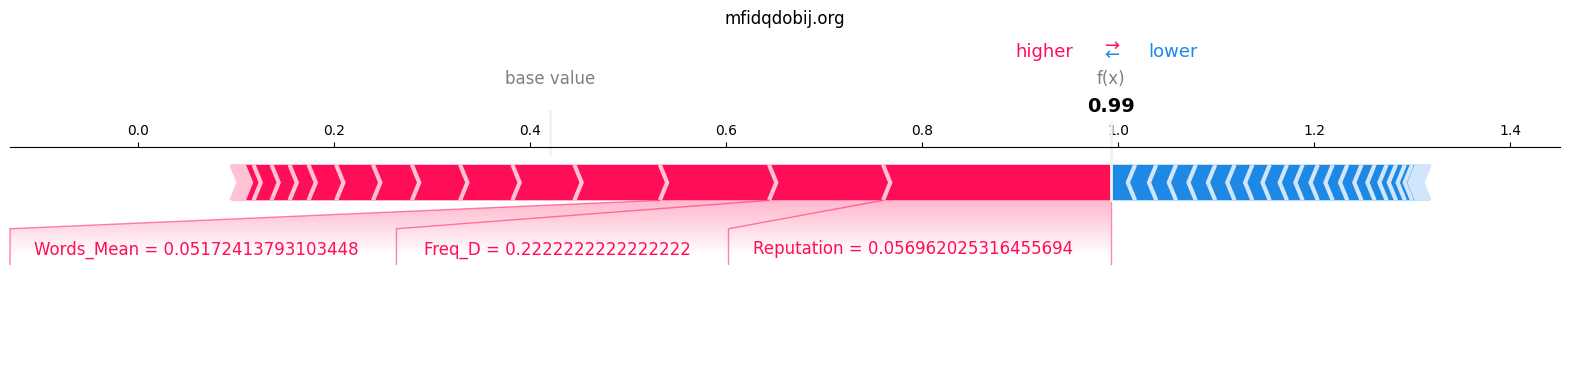 mfidqdobij.org
higher ⇄ lower
base value
f(x)
0.99
0.0 0.2 0.4 0.6 0.8 1.0 1.2 1.4
Words_Mean = 0.05172413793103448 Freq_D = 0.2222222222222222 Reputation = 0.056962025316455694